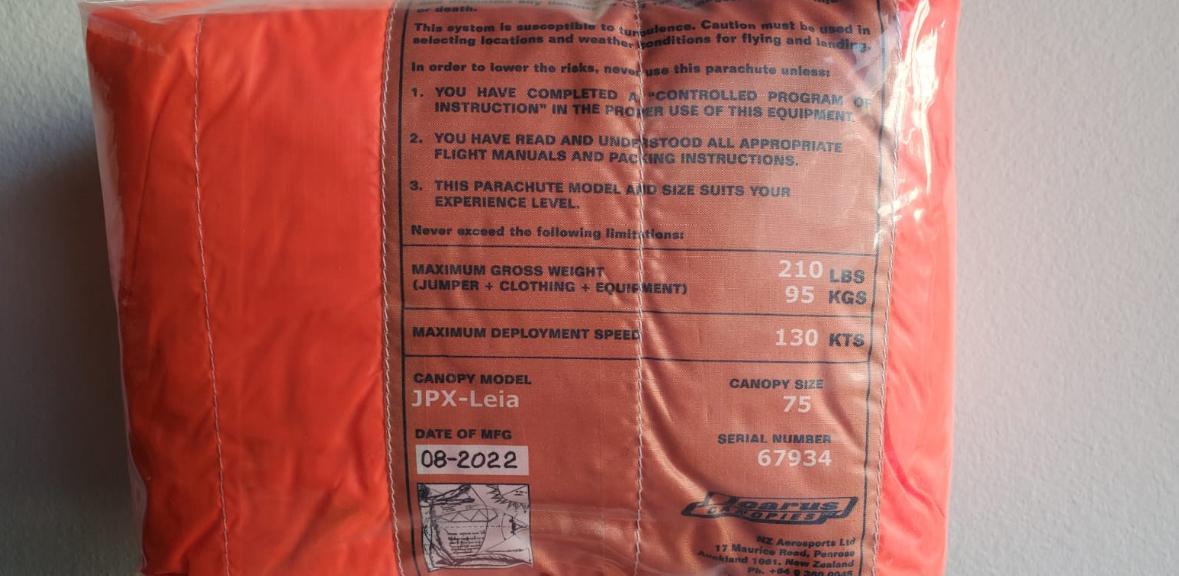 or death.
This system is susceptible to turbulence. Caution must be used in
selecting locations and weather conditions for flying and landing.
In order to lower the risks, never use this parachute unless:
1. YOU HAVE COMPLETED A "CONTROLLED PROGRAM OF
INSTRUCTION" IN THE PROPER USE OF THIS EQUIPMENT.
2. YOU HAVE READ AND UNDERSTOOD ALL APPROPRIATE
FLIGHT MANUALS AND PACKING INSTRUCTIONS.
3. THIS PARACHUTE MODEL AND SIZE SUITS YOUR
EXPERIENCE LEVEL.
Never exceed the following limitations:
MAXIMUM GROSS WEIGHT 210 LBS
(JUMPER + CLOTHING + EQUIPMENT) 95 KGS
MAXIMUM DEPLOYMENT SPEED 130 KTS
CANOPY MODEL CANOPY SIZE
JPX-Leia 75
DATE OF MFG SERIAL NUMBER
08-2022 67934
Icarus
CANOPIES
NZ Aerosports Ltd
17 Maurice Road, Penrose
Auckland 1061, New Zealand
Ph. +64 9